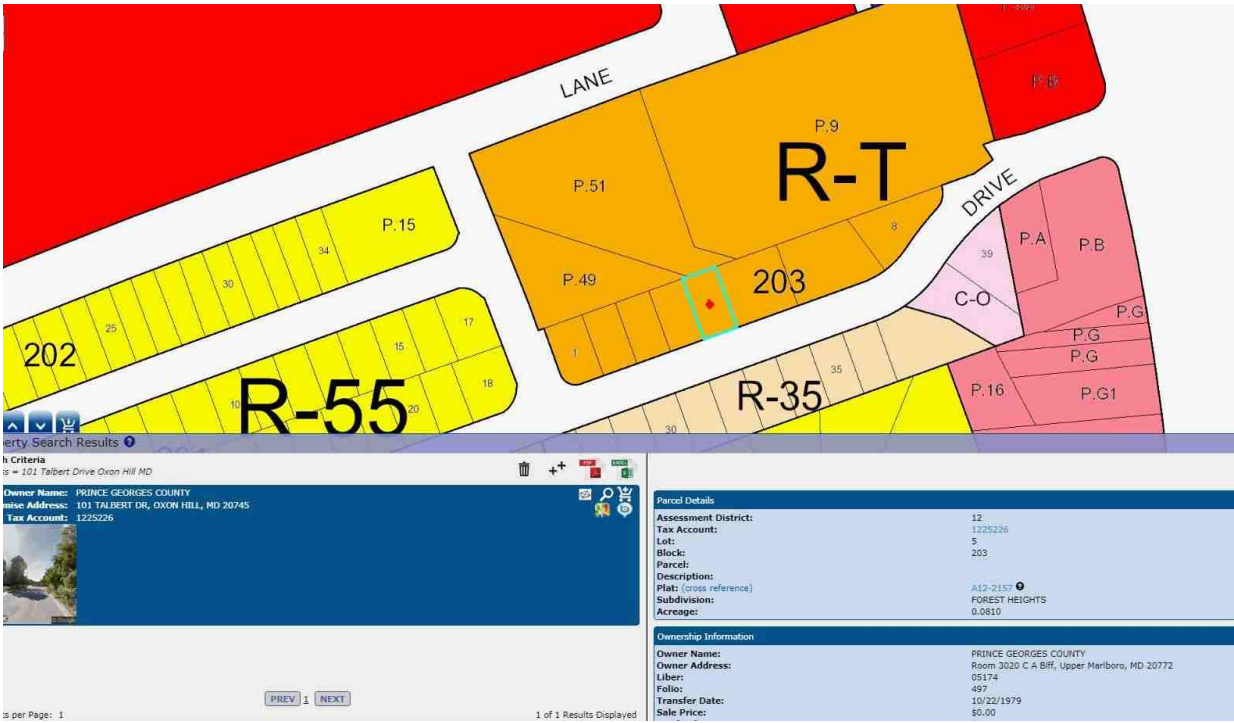 LANE
P.B
P.9
R-T
P.51
DRIVE
P.15
34
8
P.A
P.B
39
30
P.49
203
C-O
25
17
P.G
202
1
15
P.G
P.G
18
35
R-35
P.16
P.G1
10
R-55
20
30
erty Search Results
h Criteria
ss = 101 Talbert Drive Oxon Hill MD
PDF
EXCEL
Owner Name: PRINCE GEORGES COUNTY
mise Address: 101 TALBERT DR, OXON HILL, MD 20745
Tax Account: 1225226
© Google
PREV 1 NEXT
ts per Page: 1
1 of 1 Results Displayed
Parcel Details
Assessment District: 12
Tax Account: 1225226
Lot: 5
Block: 203
Parcel:
Description:
Plat: (cross reference) A12-2157
Subdivision: FOREST HEIGHTS
Acreage: 0.0810
Ownership Information
Owner Name: PRINCE GEORGES COUNTY
Owner Address: Room 3020 C A Blff, Upper Marlboro, MD 20772
Liber: 05174
Folio: 497
Transfer Date: 10/22/1979
Sale Price: $0.00